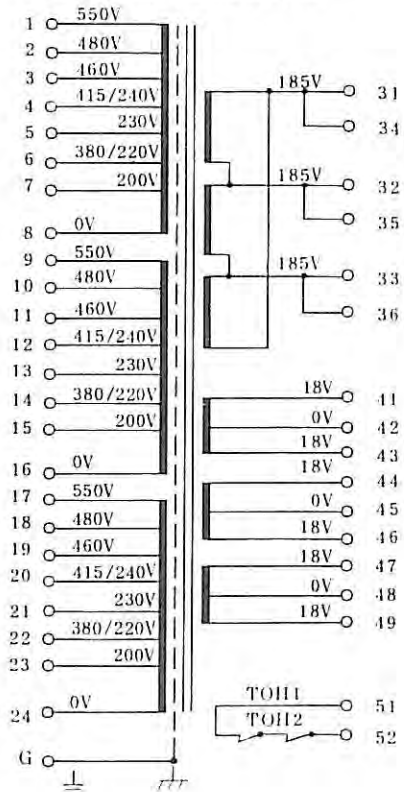 1 550V
2 480V
3 460V
4 415/240V
5 230V
6 380/220V
7 200V
8 0V
9 550V
10 480V
11 460V
12 415/240V
13 230V
14 380/220V
15 200V
16 0V
17 550V
18 480V
19 460V
20 415/240V
21 230V
22 380/220V
23 200V
24 0V
G
185V 31
34
185V 32
35
185V 33
36
18V 41
0V 42
18V 43
18V 44
0V 45
18V 46
18V 47
0V 48
18V 49
TOH1 51
TOH2 52